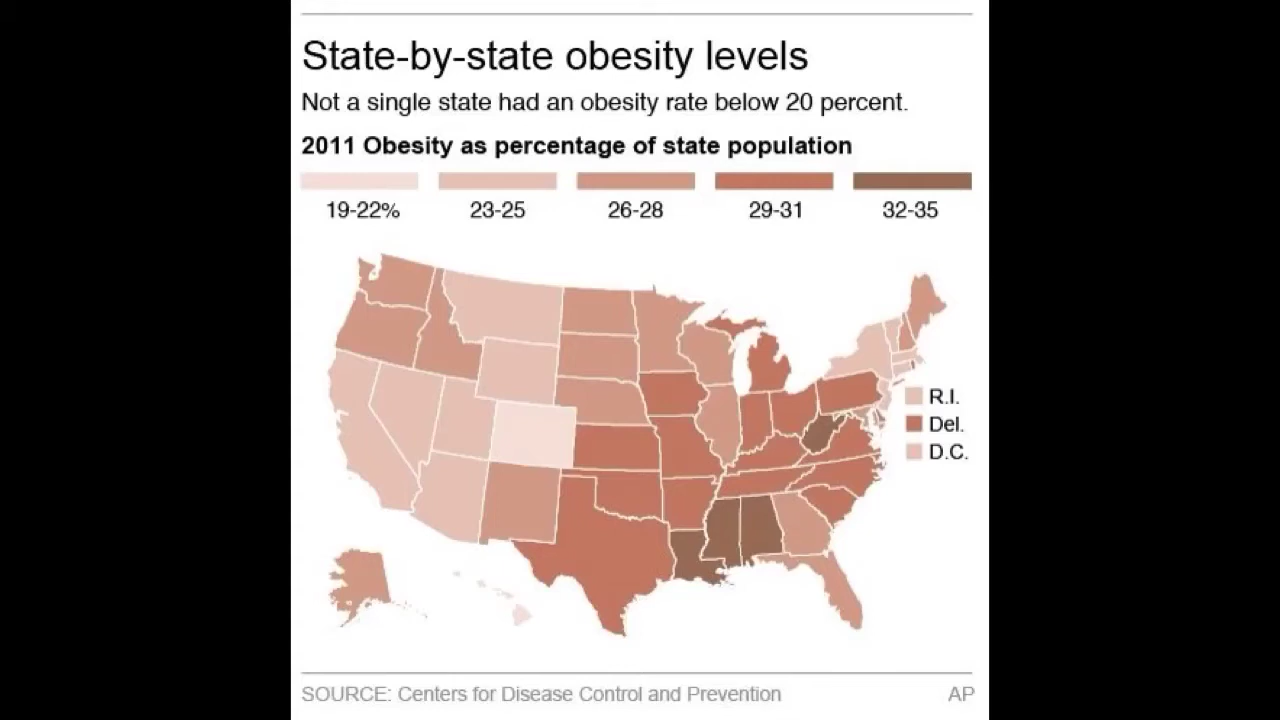 State-by-state obesity levels
Not a single state had an obesity rate below 20 percent.
2011 Obesity as percentage of state population
19-22% 23-25 26-28 29-31 32-35
R.I.
Del.
D.C.
SOURCE: Centers for Disease Control and Prevention AP